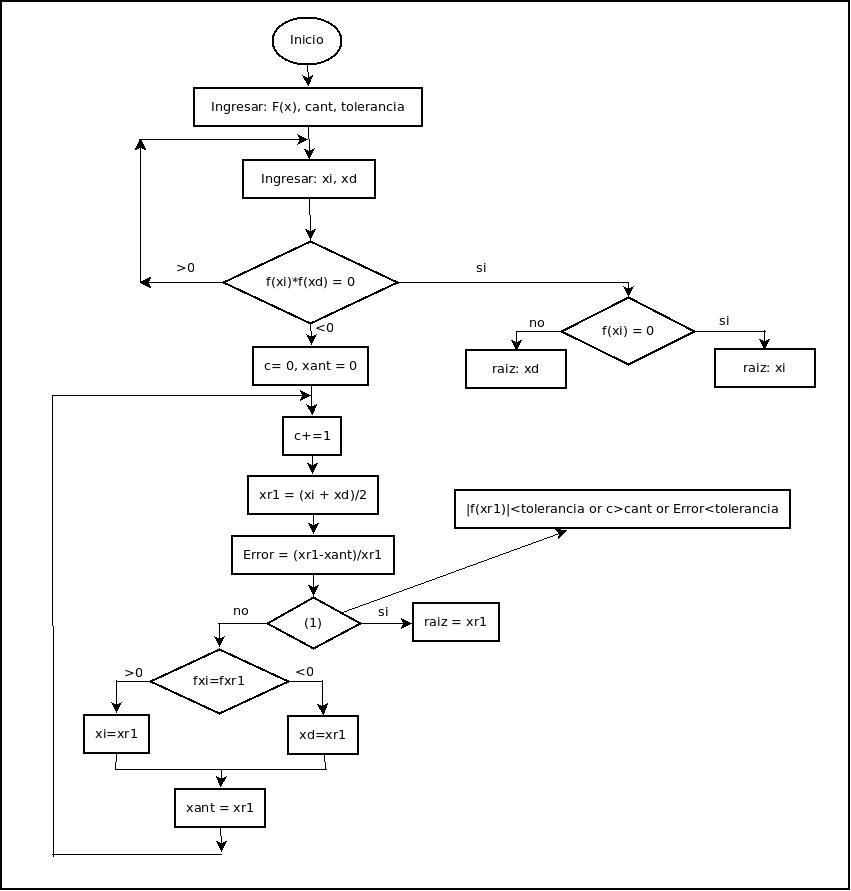 Inicio
Ingresar: F(x), cant, tolerancia
Ingresar: xi, xd
>0
f(xi)*f(xd) = 0
si
<0
no
f(xi) = 0
si
raiz: xd
raiz: xi
c= 0, xant = 0
c+=1
xr1 = (xi + xd)/2
|f(xr1)|<tolerancia or c>cant or Error<tolerancia
Error = (xr1-xant)/xr1
no
(1)
si
raiz = xr1
>0
fxi=fxr1
<0
xi=xr1
xd=xr1
xant = xr1